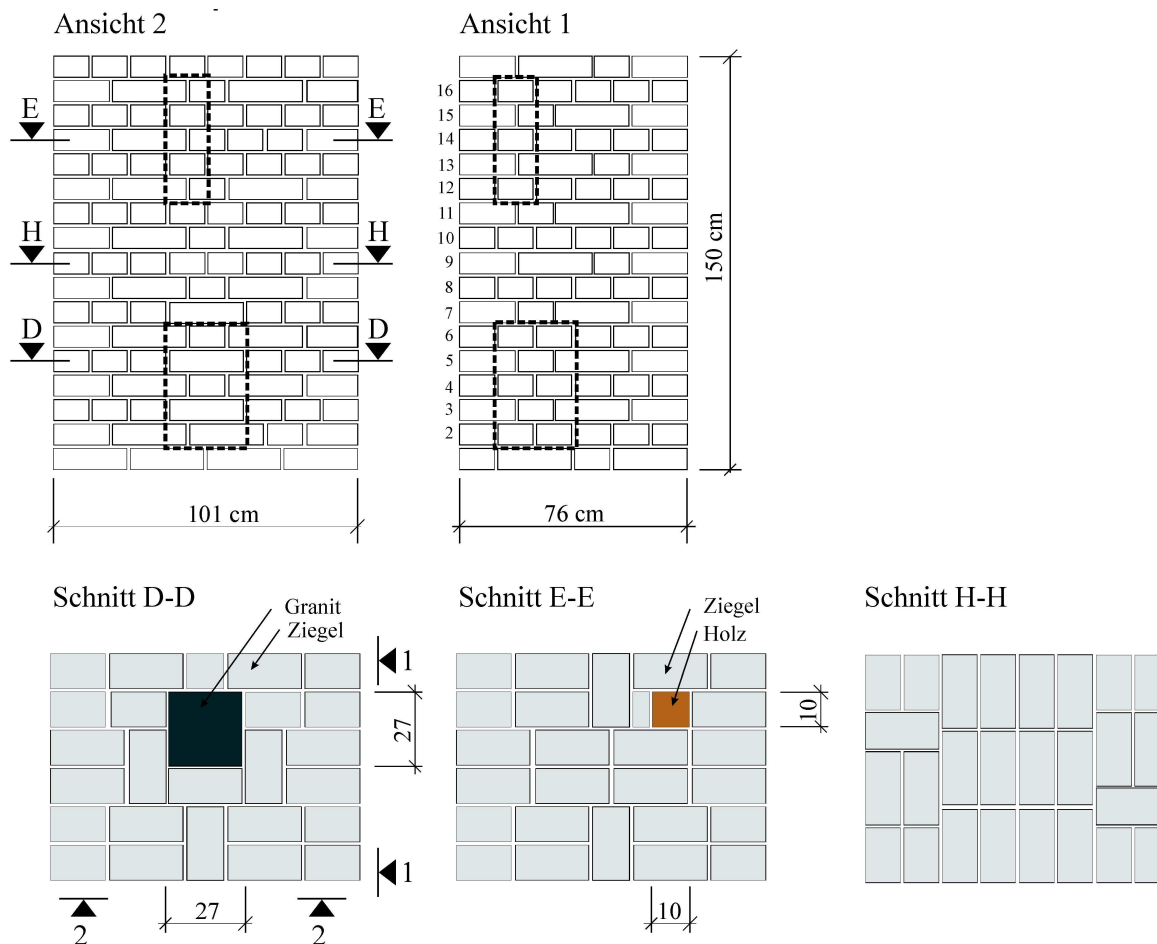 Ansicht 2
Ansicht 1
E
E
H
H
D
D
16
15
14
13
12
11
10
9
8
7
6
5
4
3
2
150 cm
101 cm
76 cm
Schnitt D-D
Granit
Ziegel
1
27
1
27
2
2
Schnitt E-E
Ziegel
Holz
10
10
Schnitt H-H